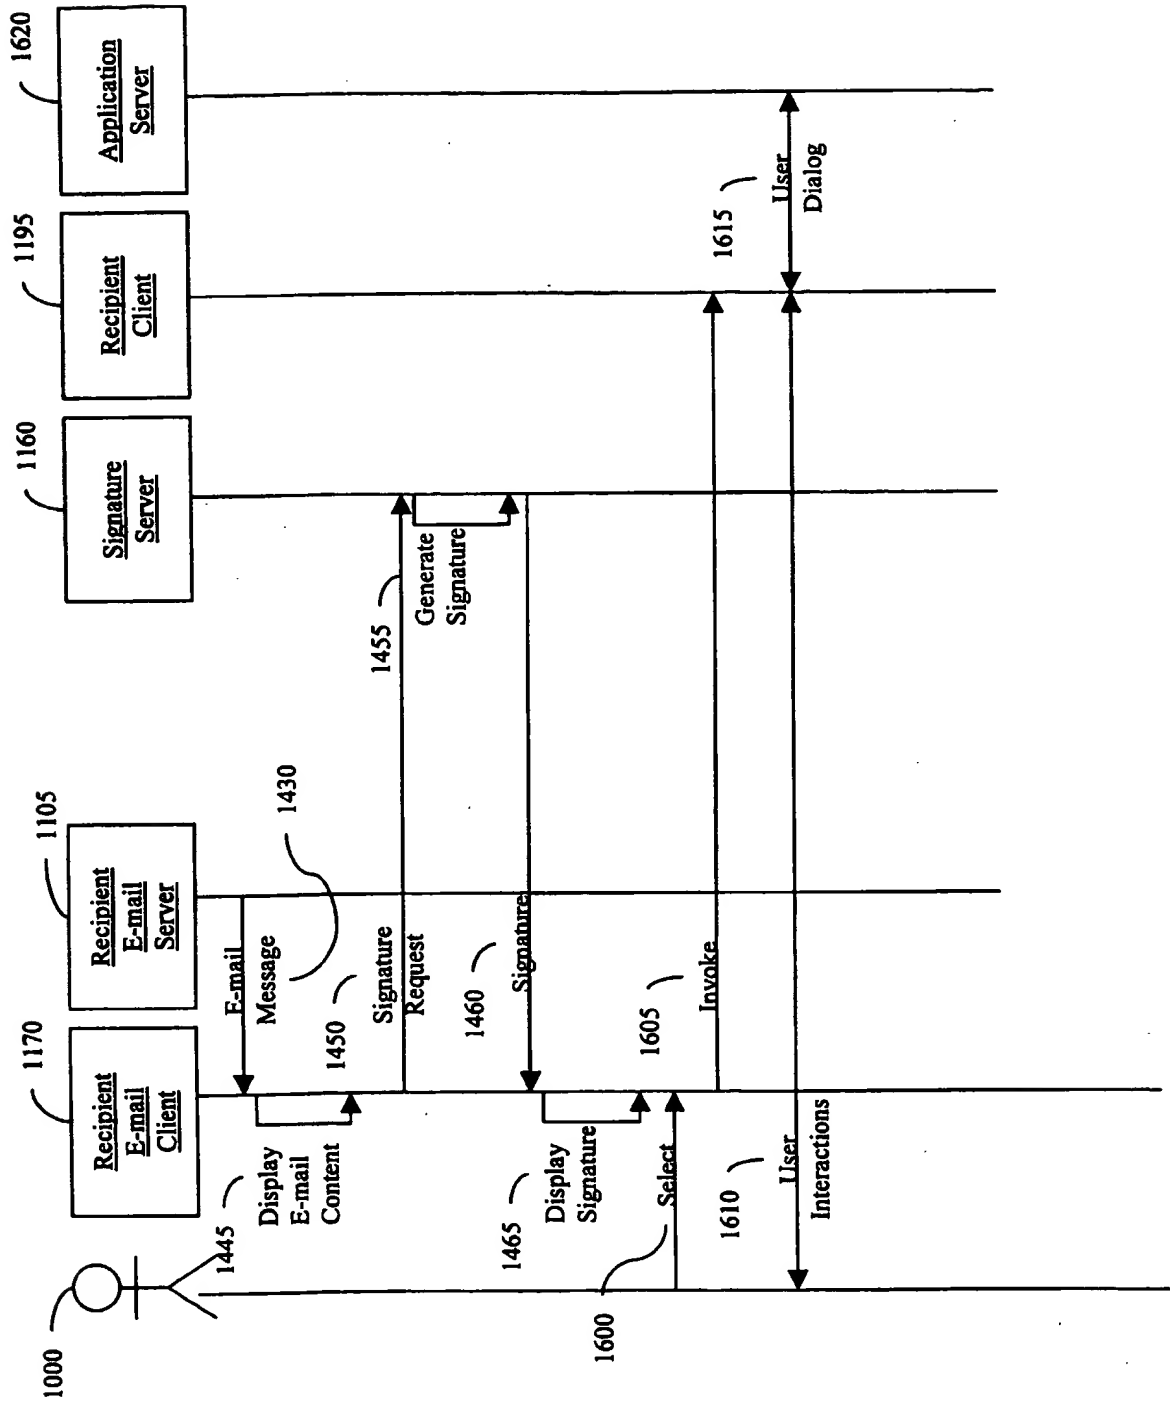 1000
1170
Recipient
E-mail
Client
1105
Recipient
E-mail
Server
1160
Signature
Server
1195
Recipient
Client
1620
Application
Server
E-mail
Message
1430
1445
Display
E-mail
Content
1450
Signature
Request
1455
Generate
Signature
1460
Signature
1465
Display
Signature
1600
Select
1605
Invoke
1610
User
Interactions
1615
User
Dialog